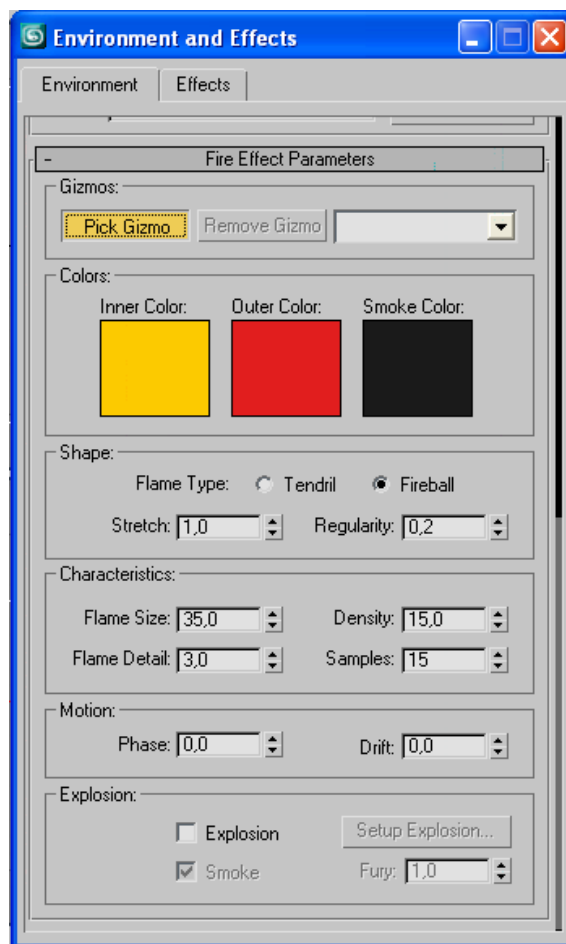 Environment and Effects
Environment Effects
- Fire Effect Parameters
Gizmos:
Pick Gizmo Remove Gizmo
Colors:
Inner Color: Outer Color: Smoke Color:
Shape:
Flame Type: Tendril Fireball
Stretch: 1,0 Regularity: 0,2
Characteristics:
Flame Size: 35,0 Density: 15,0
Flame Detail: 3,0 Samples: 15
Motion:
Phase: 0,0 Drift: 0,0
Explosion:
Explosion Setup Explosion...
Smoke Fury: 1,0